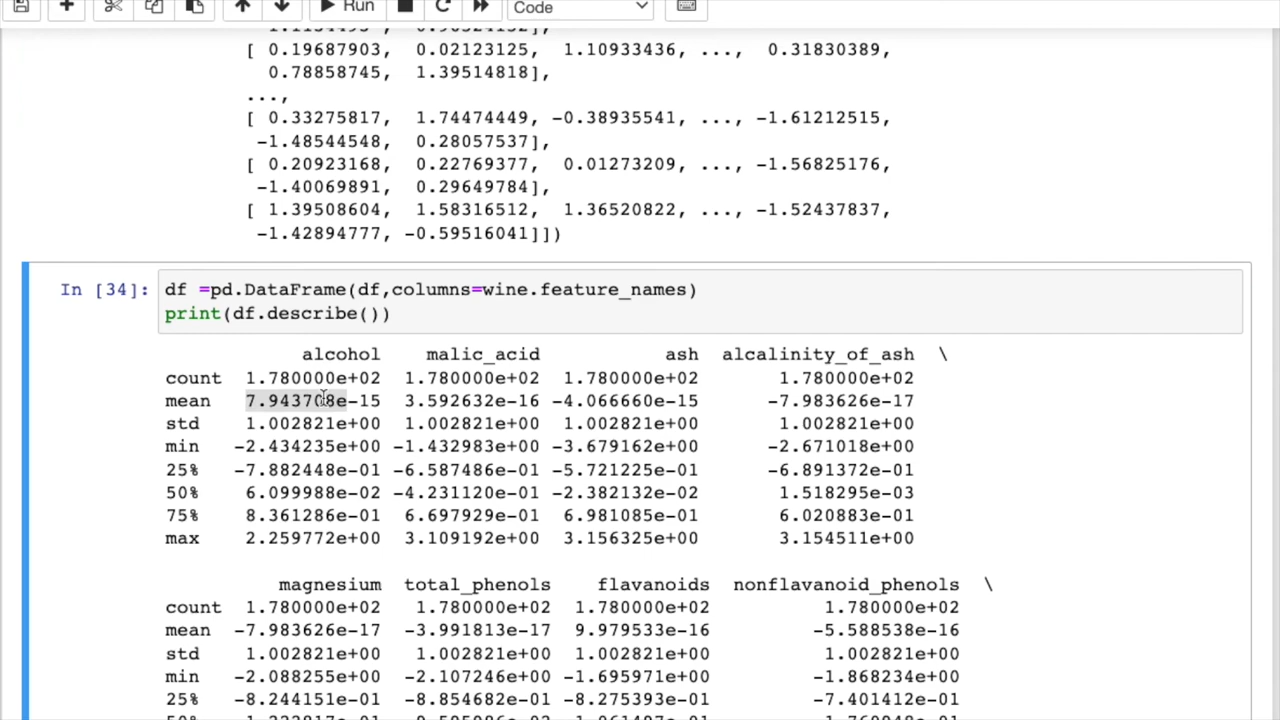 Run Code
[ 0.19687903, 0.02123125, 1.10933436, ..., 0.31830389,
0.78858745, 1.39514818],
...,
[ 0.33275817, 1.74474449, -0.38935541, ..., -1.61212515,
-1.48544548, 0.28057537],
[ 0.20923168, 0.22769377, 0.01273209, ..., -1.56825176,
-1.40069891, 0.29649784],
[ 1.39508604, 1.58316512, 1.36520822, ..., -1.52437837,
-1.42894777, -0.59516041]])
In [34]: df =pd.DataFrame(df,columns=wine.feature_names)
print(df.describe())
alcohol malic_acid ash alcalinity_of_ash \
count 1.780000e+02 1.780000e+02 1.780000e+02 1.780000e+02
mean 7.943708e-15 3.592632e-16 -4.066660e-15 -7.983626e-17
std 1.002821e+00 1.002821e+00 1.002821e+00 1.002821e+00
min -2.434235e+00 -1.432983e+00 -3.679162e+00 -2.671018e+00
25% -7.882448e-01 -6.587486e-01 -5.721225e-01 -6.891372e-01
50% 6.099988e-02 -4.231120e-01 -2.382132e-02 1.518295e-03
75% 8.361286e-01 6.697929e-01 6.981085e-01 6.020883e-01
max 2.259772e+00 3.109192e+00 3.156325e+00 3.154511e+00
magnesium total_phenols flavanoids nonflavanoid_phenols \
count 1.780000e+02 1.780000e+02 1.780000e+02 1.780000e+02
mean -7.983626e-17 -3.991813e-17 9.979533e-16 -5.588538e-16
std 1.002821e+00 1.002821e+00 1.002821e+00 1.002821e+00
min -2.088255e+00 -2.107246e+00 -1.695971e+00 -1.868234e+00
25% -8.244151e-01 -8.854682e-01 -8.275393e-01 -7.401412e-01